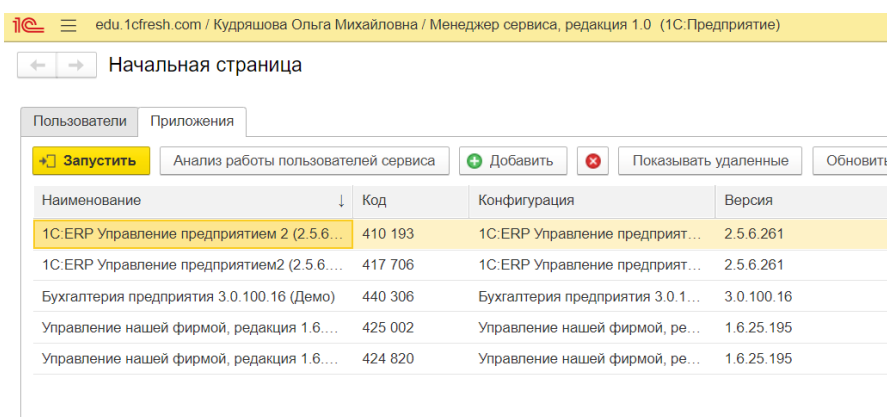 1С edu.1cfresh.com / Кудряшова Ольга Михайловна / Менеджер сервиса, редакция 1.0 (1С:Предприятие)
Начальная страница
Пользователи Приложения
Запустить Анализ работы пользователей сервиса Добавить Показывать удаленные Обновить
Наименование ↓ Код Конфигурация Версия
1С:ERP Управление предприятием 2 (2.5.6... 410 193 1С:ERP Управление предприят... 2.5.6.261
1С:ERP Управление предприятием2 (2.5.6.... 417 706 1С:ERP Управление предприят... 2.5.6.261
Бухгалтерия предприятия 3.0.100.16 (Демо) 440 306 Бухгалтерия предприятия 3.0.1... 3.0.100.16
Управление нашей фирмой, редакция 1.6.... 425 002 Управление нашей фирмой, ре... 1.6.25.195
Управление нашей фирмой, редакция 1.6.... 424 820 Управление нашей фирмой, ре... 1.6.25.195